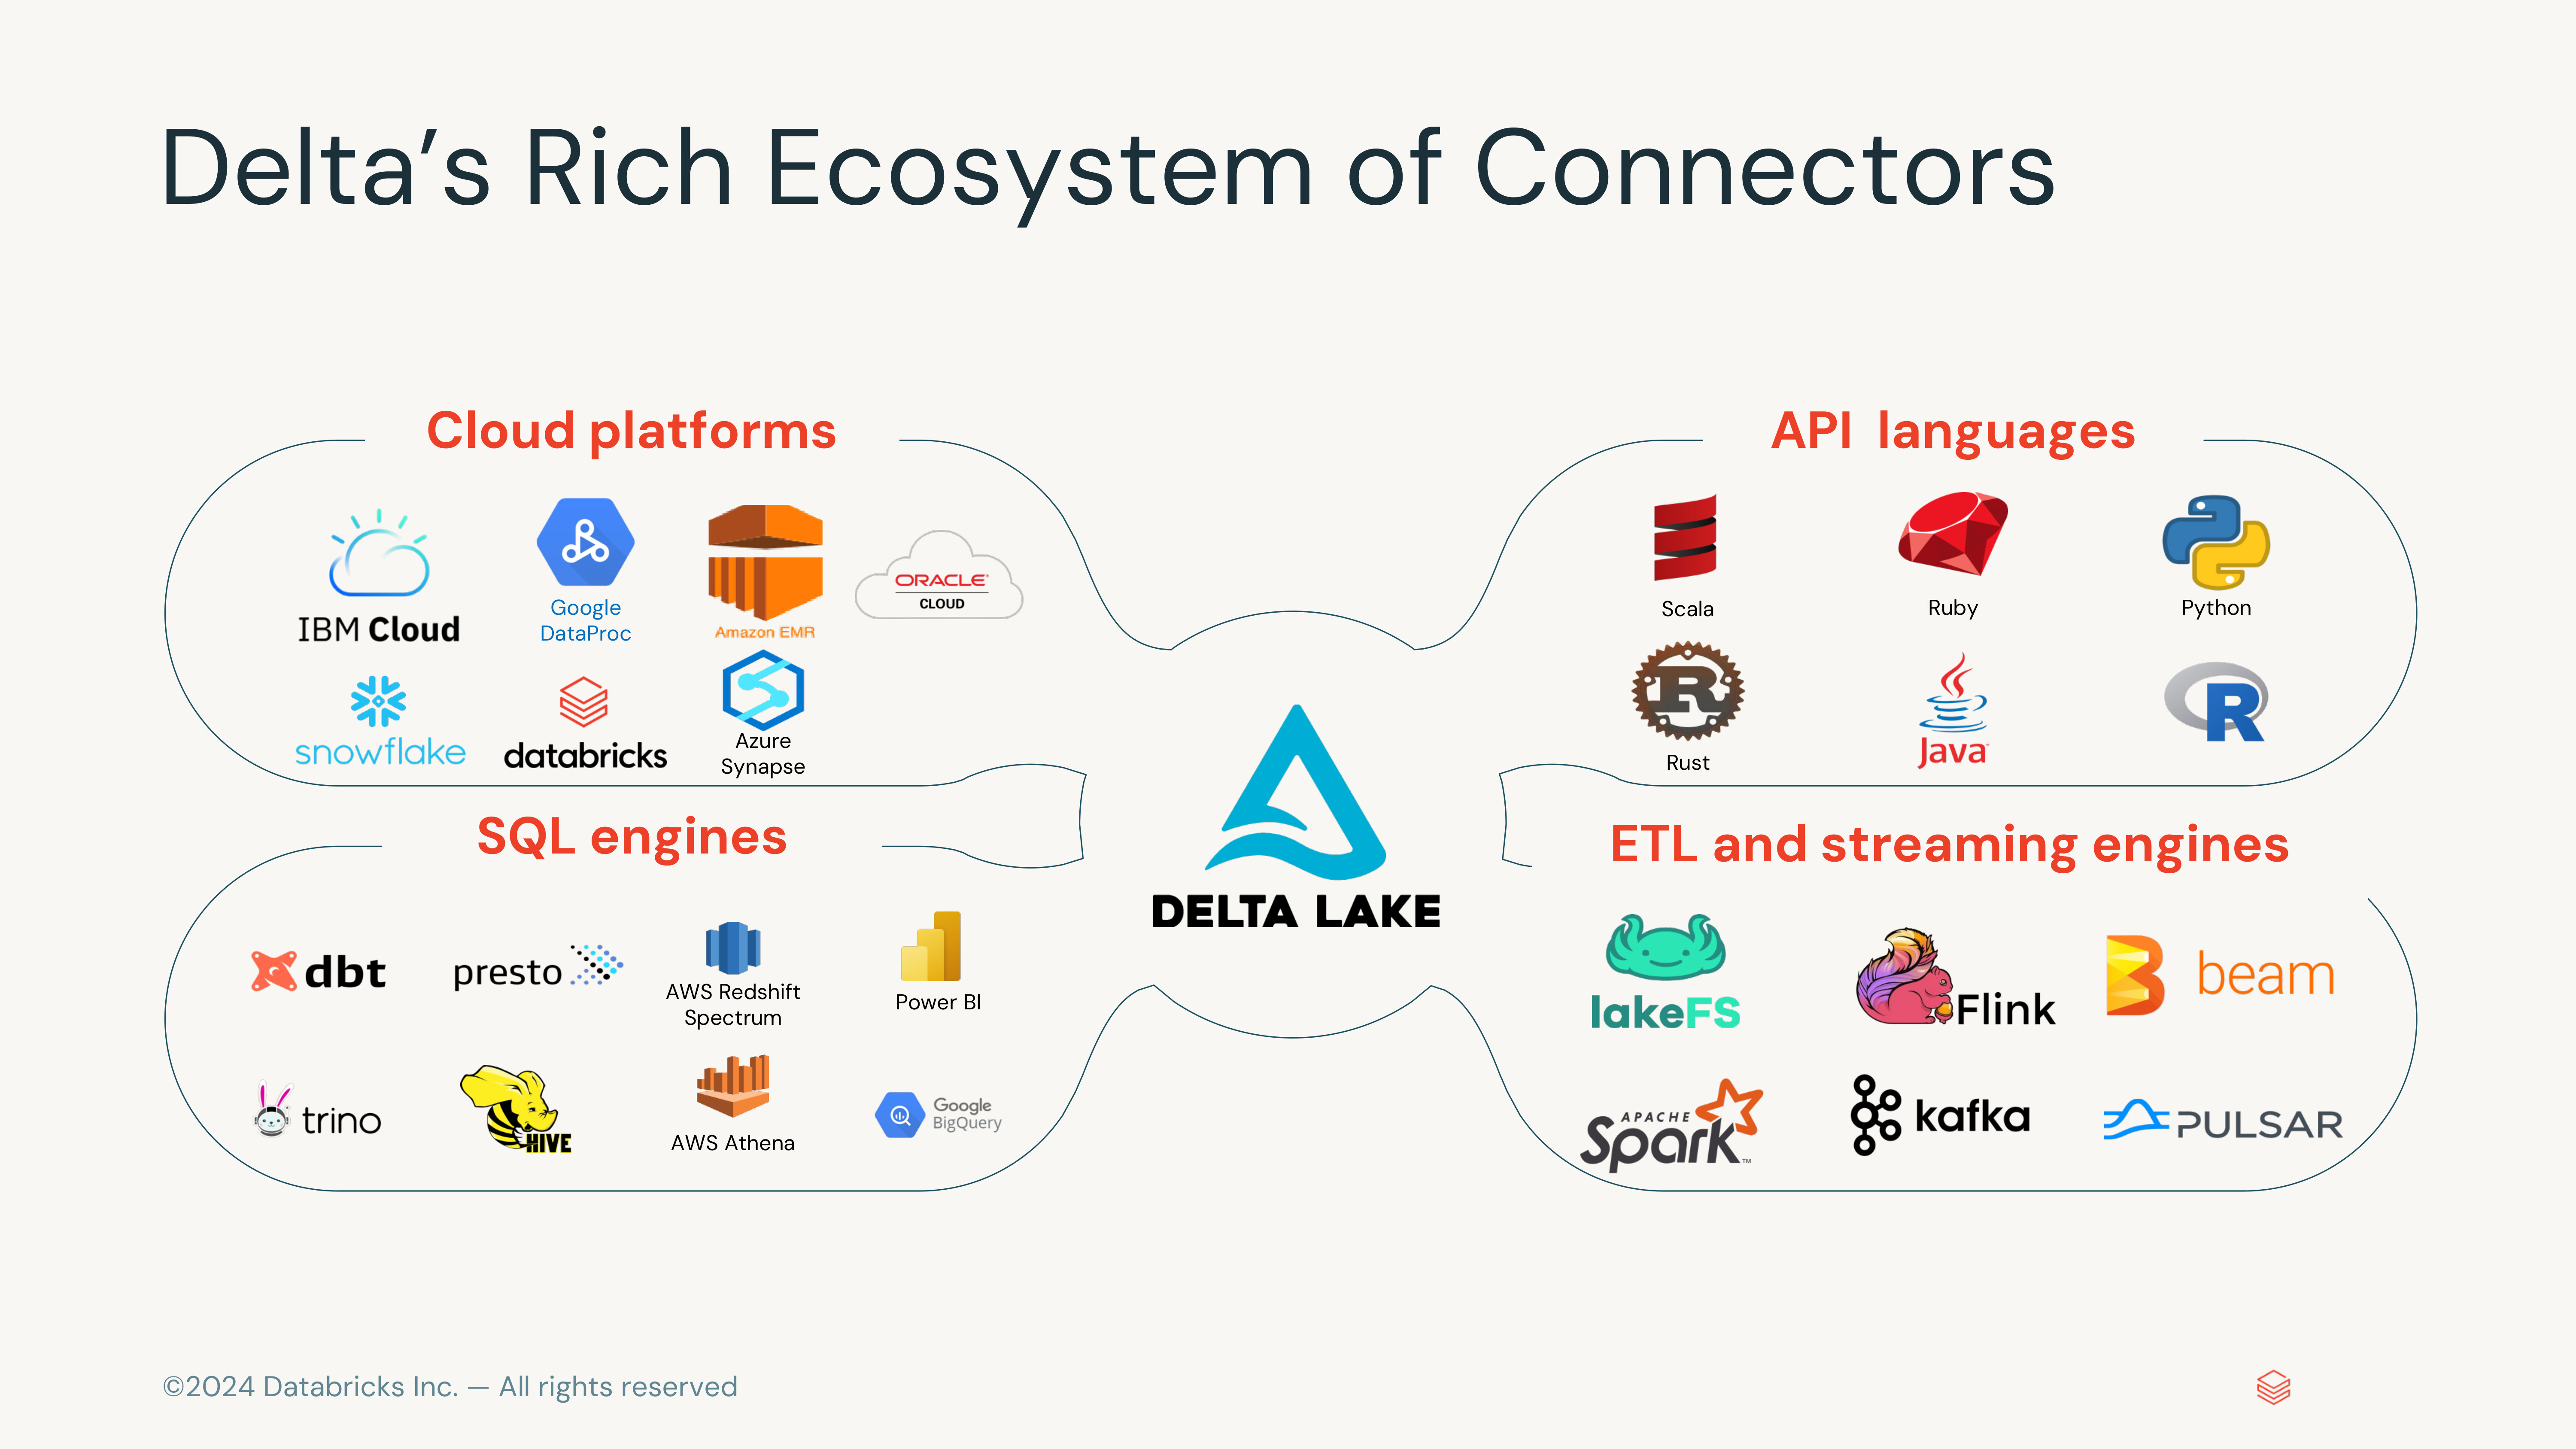 Delta’s Rich Ecosystem of Connectors
Cloud platforms
IBM Cloud
Google
DataProc
Amazon EMR
ORACLE®
CLOUD
snowflake
databricks
Azure
Synapse
API  languages
Scala
Ruby
Python
R
Rust
Java™
R
DELTA LAKE
SQL engines
dbt
presto
AWS Redshift
Spectrum
Power BI
trino
HIVE
AWS Athena
Google
BigQuery
ETL and streaming engines
lakeFS
Flink
B beam
APACHE
Spark™
kafka
PULSAR
©2024 Databricks Inc. — All rights reserved